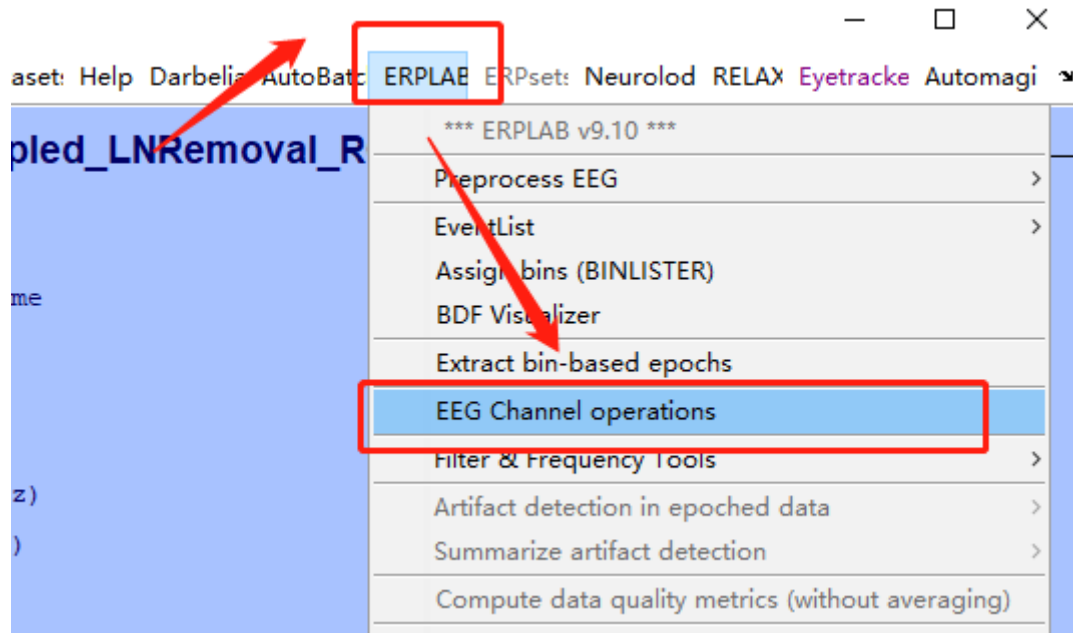 aset: Help Darbelia AutoBatc ERPLAB ERPset: Neurolod RELAX Eyetracke Automagi
*** ERPLAB v9.10 ***
pled_LNRemoval_R
Preprocess EEG
EventList
Assign bins (BINLISTER)
me
BDF Visualizer
Extract bin-based epochs
EEG Channel operations
Filter & Frequency Tools
z)
Artifact detection in epoched data
)
Summarize artifact detection
Compute data quality metrics (without averaging)